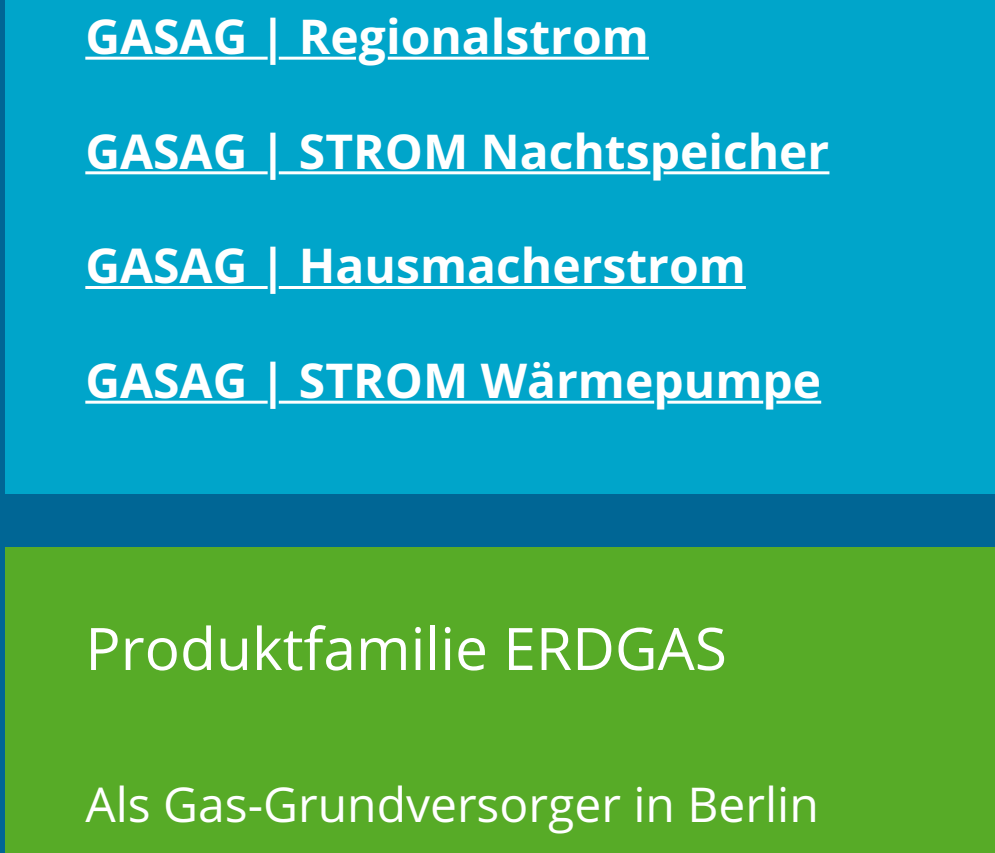 GASAG | Regionalstrom
GASAG | STROM Nachtspeicher
GASAG | Hausmacherstrom
GASAG | STROM Wärmepumpe
Produktfamilie ERDGAS
Als Gas-Grundversorger in Berlin